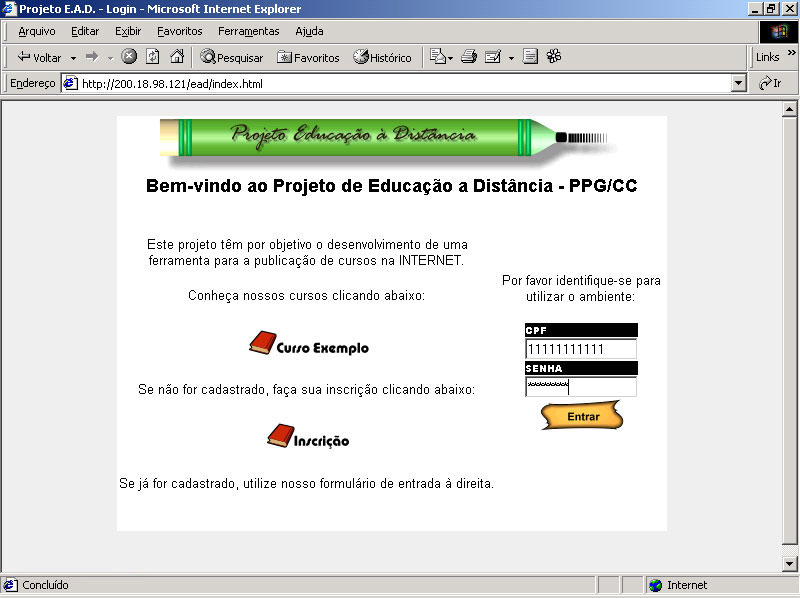 Projeto E.A.D. - Login - Microsoft Internet Explorer
Arquivo Editar Exibir Favoritos Ferramentas Ajuda
Voltar Pesquisar Favoritos Histórico Links »
Endereço http://200.18.98.121/ead/index.html Ir
Projeto Educação à Distância
Bem-vindo ao Projeto de Educação a Distância - PPG/CC
Este projeto têm por objetivo o desenvolvimento de uma
ferramenta para a publicação de cursos na INTERNET.
Conheça nossos cursos clicando abaixo:
Curso Exemplo
Se não for cadastrado, faça sua inscrição clicando abaixo:
Inscrição
Se já for cadastrado, utilize nosso formulário de entrada à direita.
Por favor identifique-se para
utilizar o ambiente:
CPF
11111111111
SENHA
*********
Entrar
Concluído Internet